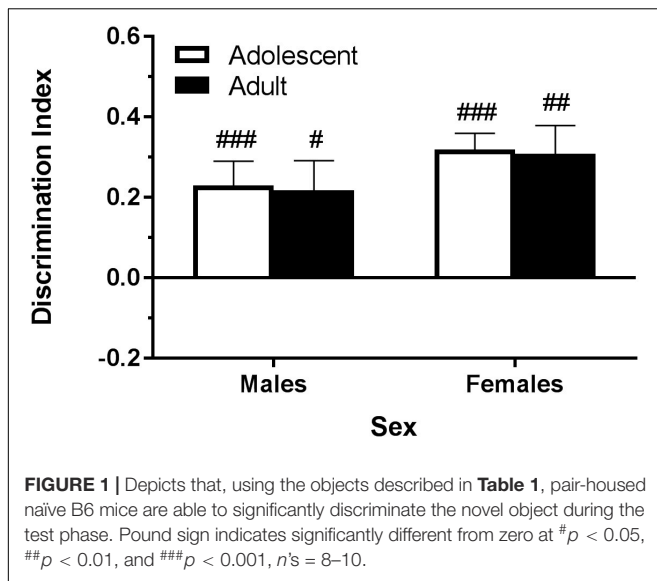 0.6
Adolescent
Adult
0.4
###
#
###
##
0.2
0.0
-0.2
Discrimination Index
Males
Females
Sex
FIGURE 1 | Depicts that, using the objects described in Table 1, pair-housed
naïve B6 mice are able to significantly discriminate the novel object during the
test phase. Pound sign indicates significantly different from zero at #p < 0.05,
##p < 0.01, and ###p < 0.001, n's = 8–10.